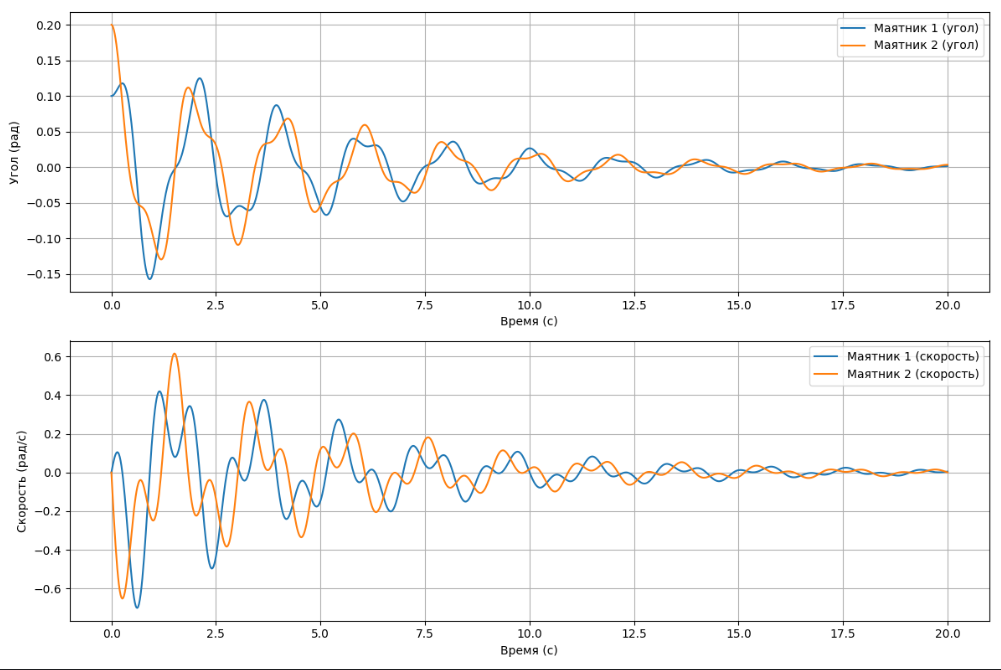 0.20
0.15
0.10
0.05
0.00
−0.05
−0.10
−0.15
Угол (рад)
Маятник 1 (угол)
Маятник 2 (угол)
0.0 2.5 5.0 7.5 10.0 12.5 15.0 17.5 20.0
Время (с)
0.6
0.4
0.2
0.0
−0.2
−0.4
−0.6
Скорость (рад/с)
Маятник 1 (скорость)
Маятник 2 (скорость)
0.0 2.5 5.0 7.5 10.0 12.5 15.0 17.5 20.0
Время (с)